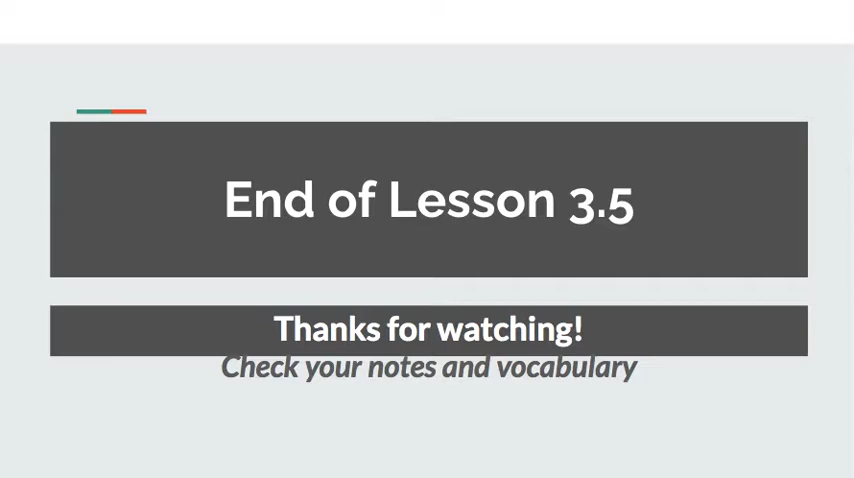 End of Lesson 3.5
Thanks for watching!
Check your notes and vocabulary